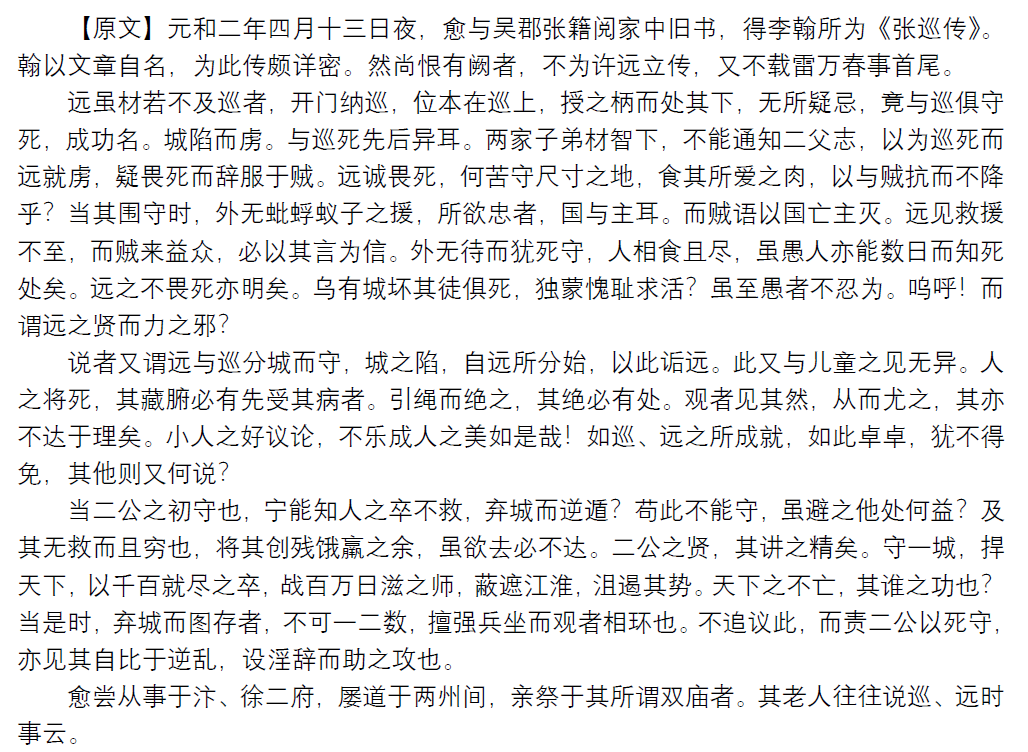 【原文】元和二年四月十三日夜，愈与吴郡张籍阅家中旧书，得李翰所为《张巡传》。
翰以文章自名，为此传颇详密。然尚恨有阙者，不为许远立传，又不载雷万春事首尾。
远虽材若不及巡者，开门纳巡，位本在巡上，授之柄而处其下，无所疑忌，竟与巡俱守
死，成功名。城陷而虏。与巡死先后异耳。两家子弟材智下，不能通知二父志，以为巡死而
远就虏，疑畏死而辞服于贼。远诚畏死，何苦守尺寸之地，食其所爱之肉，以与贼抗而不降
乎？当其围守时，外无蚍蜉蚁子之援，所欲忠者，国与主耳。而贼语以国亡主灭。远见救援
不至，而贼来益众，必以其言为信。外无待而犹死守，人相食且尽，虽愚人亦能数日而知死
处矣。远之不畏死亦明矣。乌有城坏其徒俱死，独蒙愧耻求活？虽至愚者不忍为。呜呼！而
谓远之贤而力之邪？
说者又谓远与巡分城而守，城之陷，自远所分始，以此诟远。此又与儿童之见无异。人
之将死，其藏腑必有先受其病者。引绳而绝之，其绝必有处。观者见其然，从而尤之，其亦
不达于理矣。小人之好议论，不乐成人之美如是哉！如巡、远之所成就，如此卓卓，犹不得
免，其他则又何说？
当二公之初守也，宁能知人之卒不救，弃城而逆遁？苟此不能守，虽避之他处何益？及
其无救而且穷也，将其创残饿羸之余，虽欲去必不达。二公之贤，其讲之精矣。守一城，捍
天下，以千百就尽之卒，战百万日滋之师，蔽遮江淮，沮遏其势。天下之不亡，其谁之功也？
当是时，弃城而图存者，不可一二数，擅强兵坐而观者相环也。不追议此，而责二公以死守，
亦见其自比于逆乱，设淫辞而助之攻也。
愈尝从事于汴、徐二府，屡道于两州间，亲祭于其所谓双庙者。其老人往往说巡、远时
事云。